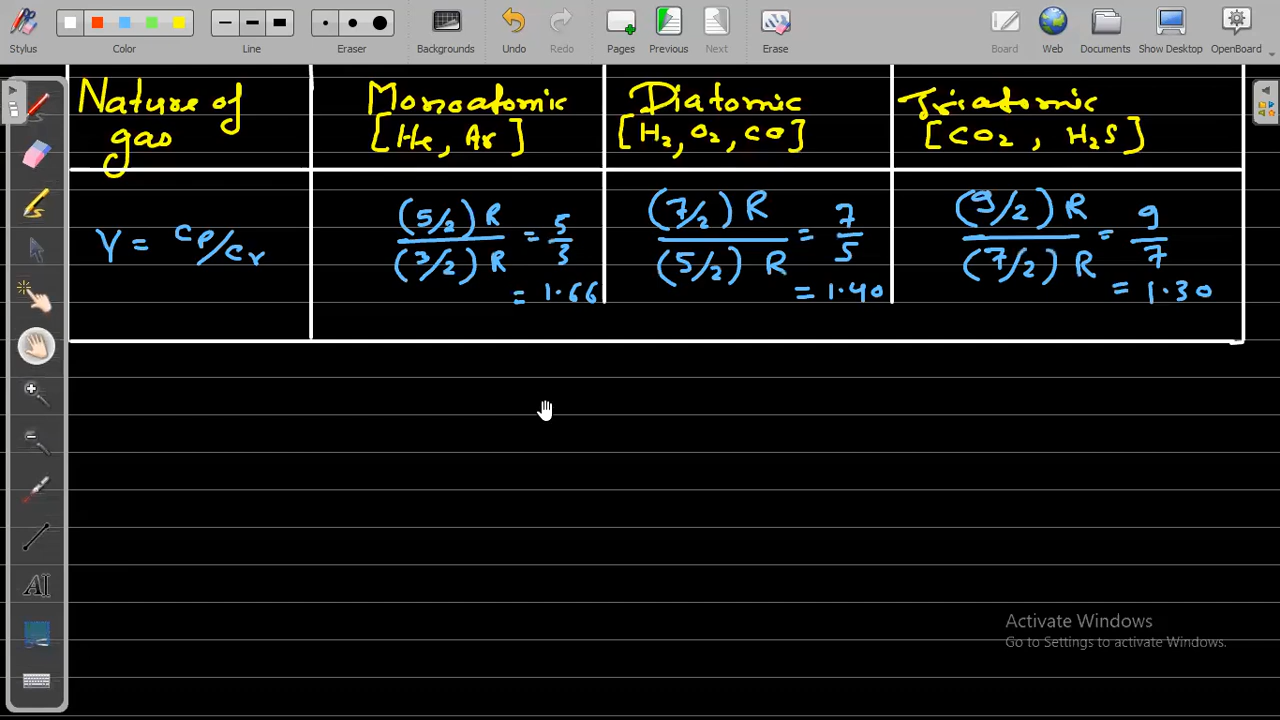 Stylus Color Line Eraser Backgrounds Undo Redo Pages Previous Next Erase Board Web Documents Show Desktop OpenBoard
Nature of gas
Monoatomic
[He, Ar]
Diatomic
[H₂, O₂, CO]
Triatomic
[CO₂, H₂S]
γ = Cp/Cv
(5/2) R / (3/2) R = 5/3
= 1.66
(7/2) R / (5/2) R = 7/5
= 1.40
(9/2) R / (7/2) R = 9/7
= 1.30
AI
Activate Windows
Go to Settings to activate Windows.